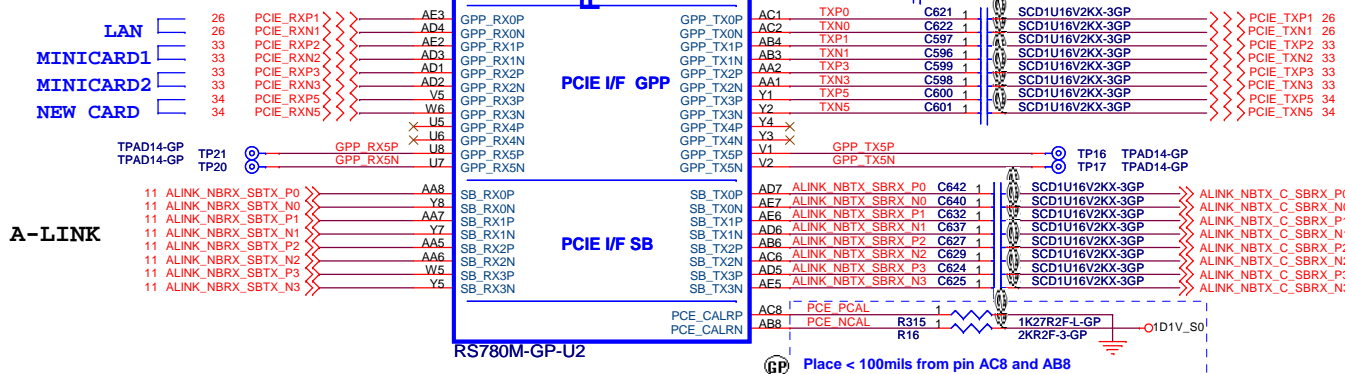 LAN
MINICARD1
MINICARD2
NEW CARD
26 PCIE_RXP1
26 PCIE_RXN1
33 PCIE_RXP2
33 PCIE_RXN2
33 PCIE_RXP3
33 PCIE_RXN3
34 PCIE_RXP5
34 PCIE_RXN5
AE3 GPP_RX0P
AD4 GPP_RX0N
AE2 GPP_RX1P
AD3 GPP_RX1N
AD1 GPP_RX2P
AD2 GPP_RX2N
V5 GPP_RX3P
W6 GPP_RX3N
U5 GPP_RX4P
U6 GPP_RX4N
TPAD14-GP TP21 GPP_RX5P U8 GPP_RX5P
TPAD14-GP TP20 GPP_RX5N U7 GPP_RX5N
PCIE I/F GPP
GPP_TX0P AC1 TXP0 C621 1 SCD1U16V2KX-3GP PCIE_TXP1 26
GPP_TX0N AC2 TXN0 C622 1 SCD1U16V2KX-3GP PCIE_TXN1 26
GPP_TX1P AB4 TXP1 C597 1 SCD1U16V2KX-3GP PCIE_TXP2 33
GPP_TX1N AB3 TXN1 C596 1 SCD1U16V2KX-3GP PCIE_TXN2 33
GPP_TX2P AA2 TXP3 C599 1 SCD1U16V2KX-3GP PCIE_TXP3 33
GPP_TX2N AA1 TXN3 C598 1 SCD1U16V2KX-3GP PCIE_TXN3 33
GPP_TX3P Y1 TXP5 C600 1 SCD1U16V2KX-3GP PCIE_TXP5 34
GPP_TX3N Y2 TXN5 C601 1 SCD1U16V2KX-3GP PCIE_TXN5 34
GPP_TX4P Y4
GPP_TX4N Y3
GPP_TX5P V1 GPP_TX5P TP16 TPAD14-GP
GPP_TX5N V2 GPP_TX5N TP17 TPAD14-GP
A-LINK
11 ALINK_NBRX_SBTX_P0 AA8 SB_RX0P
11 ALINK_NBRX_SBTX_N0 Y8 SB_RX0N
11 ALINK_NBRX_SBTX_P1 AA7 SB_RX1P
11 ALINK_NBRX_SBTX_N1 Y7 SB_RX1N
11 ALINK_NBRX_SBTX_P2 AA5 SB_RX2P
11 ALINK_NBRX_SBTX_N2 AA6 SB_RX2N
11 ALINK_NBRX_SBTX_P3 W5 SB_RX3P
11 ALINK_NBRX_SBTX_N3 Y5 SB_RX3N
PCIE I/F SB
SB_TX0P AD7 ALINK_NBTX_SBRX_P0 C642 1 SCD1U16V2KX-3GP ALINK_NBTX_C_SBRX_P0
SB_TX0N AE7 ALINK_NBTX_SBRX_N0 C640 1 SCD1U16V2KX-3GP ALINK_NBTX_C_SBRX_N0
SB_TX1P AE6 ALINK_NBTX_SBRX_P1 C632 1 SCD1U16V2KX-3GP ALINK_NBTX_C_SBRX_P1
SB_TX1N AD6 ALINK_NBTX_SBRX_N1 C637 1 SCD1U16V2KX-3GP ALINK_NBTX_C_SBRX_N1
SB_TX2P AB6 ALINK_NBTX_SBRX_P2 C627 1 SCD1U16V2KX-3GP ALINK_NBTX_C_SBRX_P2
SB_TX2N AC6 ALINK_NBTX_SBRX_N2 C629 1 SCD1U16V2KX-3GP ALINK_NBTX_C_SBRX_N2
SB_TX3P AD5 ALINK_NBTX_SBRX_P3 C624 1 SCD1U16V2KX-3GP ALINK_NBTX_C_SBRX_P3
SB_TX3N AE5 ALINK_NBTX_SBRX_N3 C625 1 SCD1U16V2KX-3GP ALINK_NBTX_C_SBRX_N3
PCE_CALRP AC8 PCE_PCAL R315 1 1K27R2F-L-GP
PCE_CALRN AB8 PCE_NCAL R16 1 2KR2F-3-GP 1D1V_S0
RS780M-GP-U2
GP Place < 100mils from pin AC8 and AB8